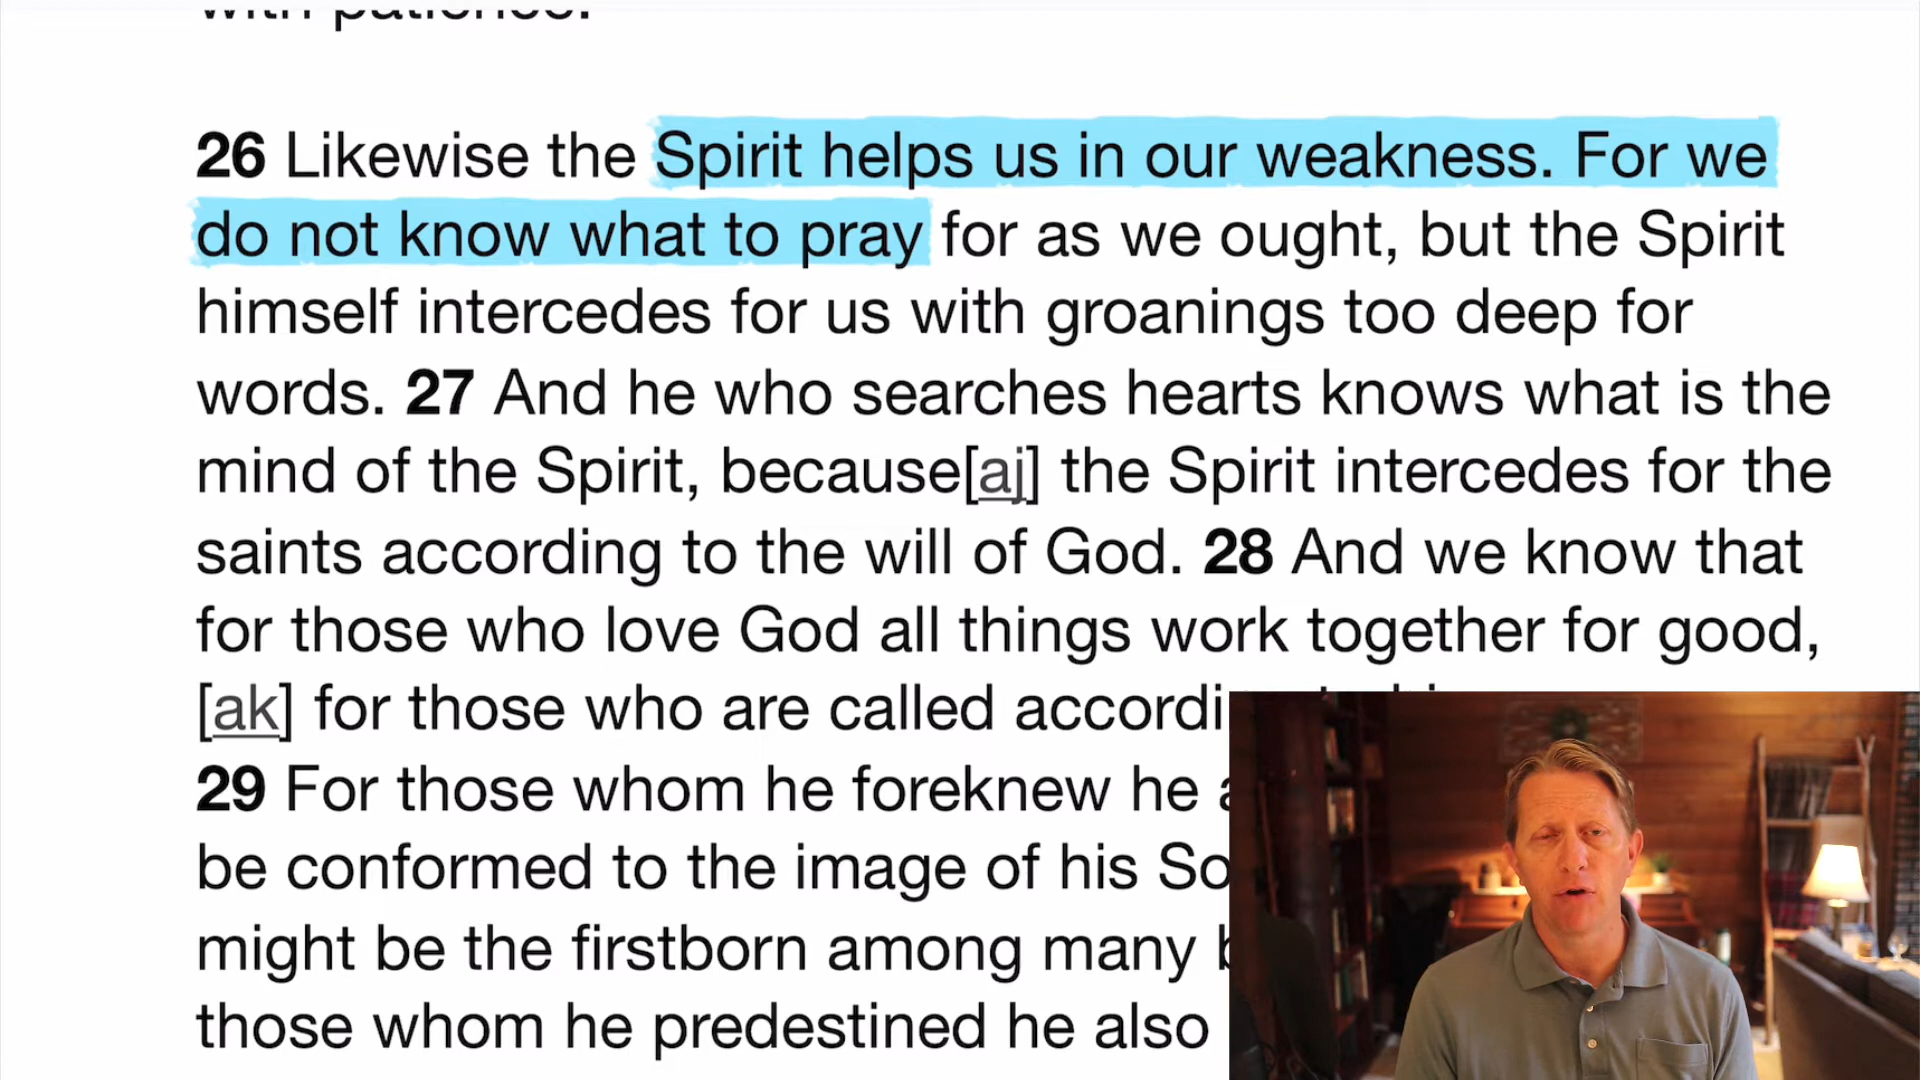 with patience.
26 Likewise the Spirit helps us in our weakness. For we
do not know what to pray for as we ought, but the Spirit
himself intercedes for us with groanings too deep for
words. 27 And he who searches hearts knows what is the
mind of the Spirit, because[aj] the Spirit intercedes for the
saints according to the will of God. 28 And we know that
for those who love God all things work together for good,
[ak] for those who are called accordi
29 For those whom he foreknew he
be conformed to the image of his So
might be the firstborn among many b
those whom he predestined he also